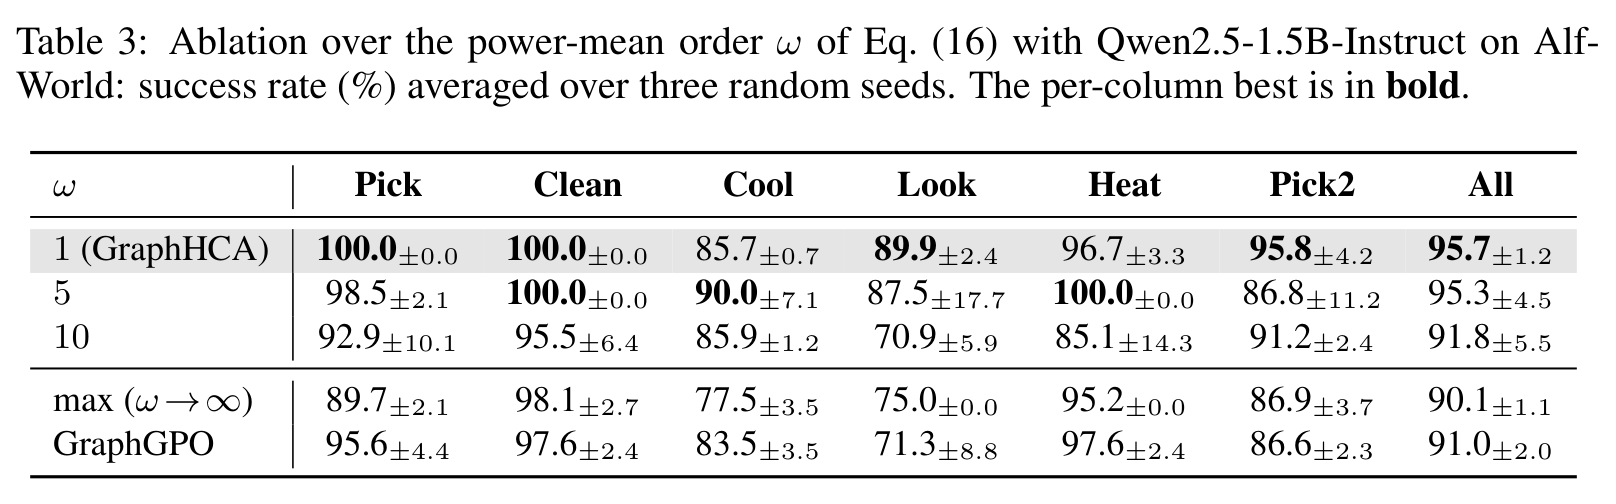 Table 3: Ablation over the power-mean order ω of Eq. (16) with Qwen2.5-1.5B-Instruct on Alf-
World: success rate (%) averaged over three random seeds. The per-column best is in bold.
ω Pick Clean Cool Look Heat Pick2 All
1 (GraphHCA) 100.0±0.0 100.0±0.0 85.7±0.7 89.9±2.4 96.7±3.3 95.8±4.2 95.7±1.2
5 98.5±2.1 100.0±0.0 90.0±7.1 87.5±17.7 100.0±0.0 86.8±11.2 95.3±4.5
10 92.9±10.1 95.5±6.4 85.9±1.2 70.9±5.9 85.1±14.3 91.2±2.4 91.8±5.5
max (ω→∞) 89.7±2.1 98.1±2.7 77.5±3.5 75.0±0.0 95.2±0.0 86.9±3.7 90.1±1.1
GraphGPO 95.6±4.4 97.6±2.4 83.5±3.5 71.3±8.8 97.6±2.4 86.6±2.3 91.0±2.0